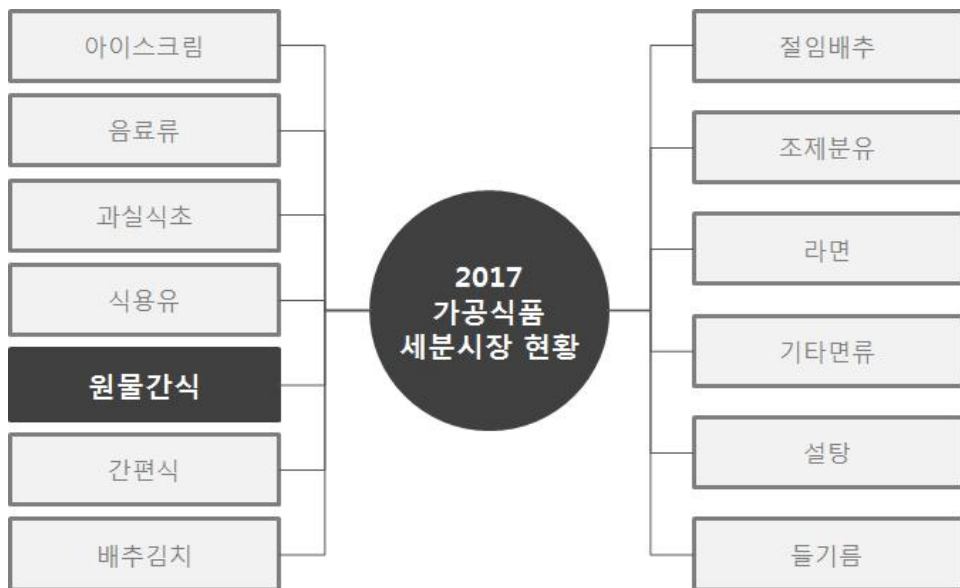 아이스크림
음료류
과실식초
식용유
원물간식
간편식
배추김치
2017
가공식품
세분시장 현황
절임배추
조제분유
라면
기타면류
설탕
들기름